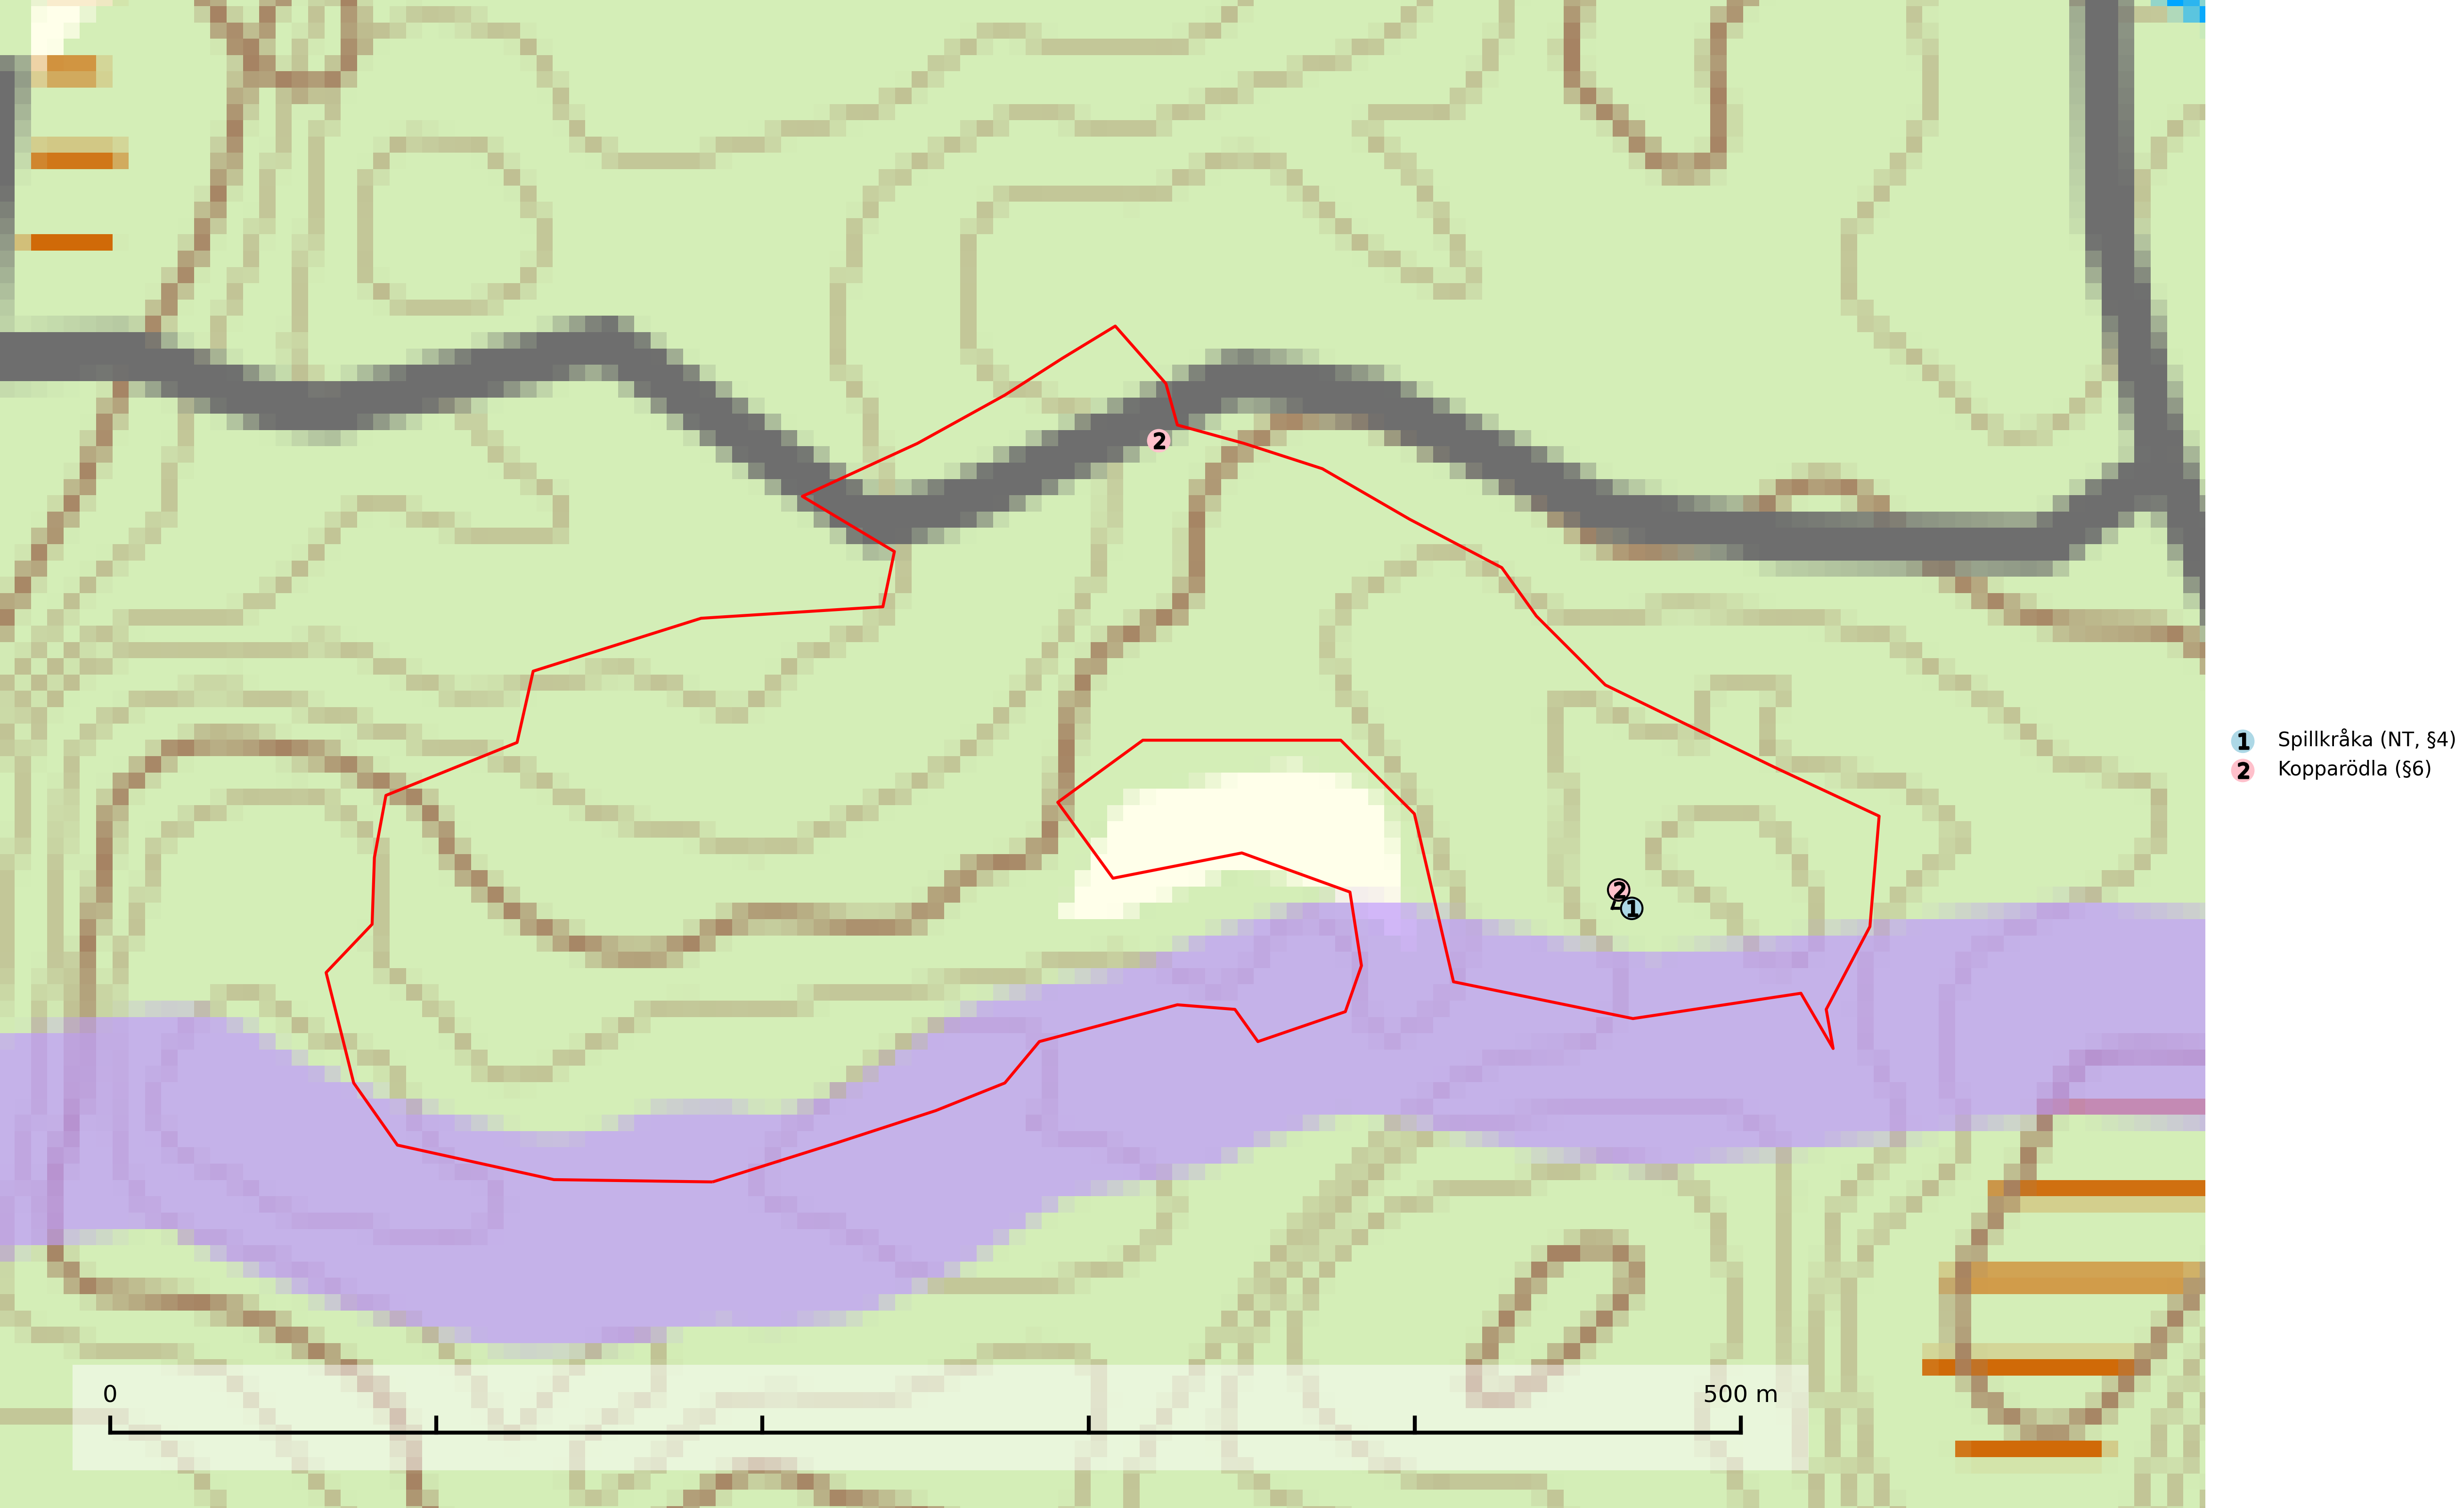 2
2
1
1 Spillkråka (NT, §4)
2 Kopparödla (§6)
0 500 m